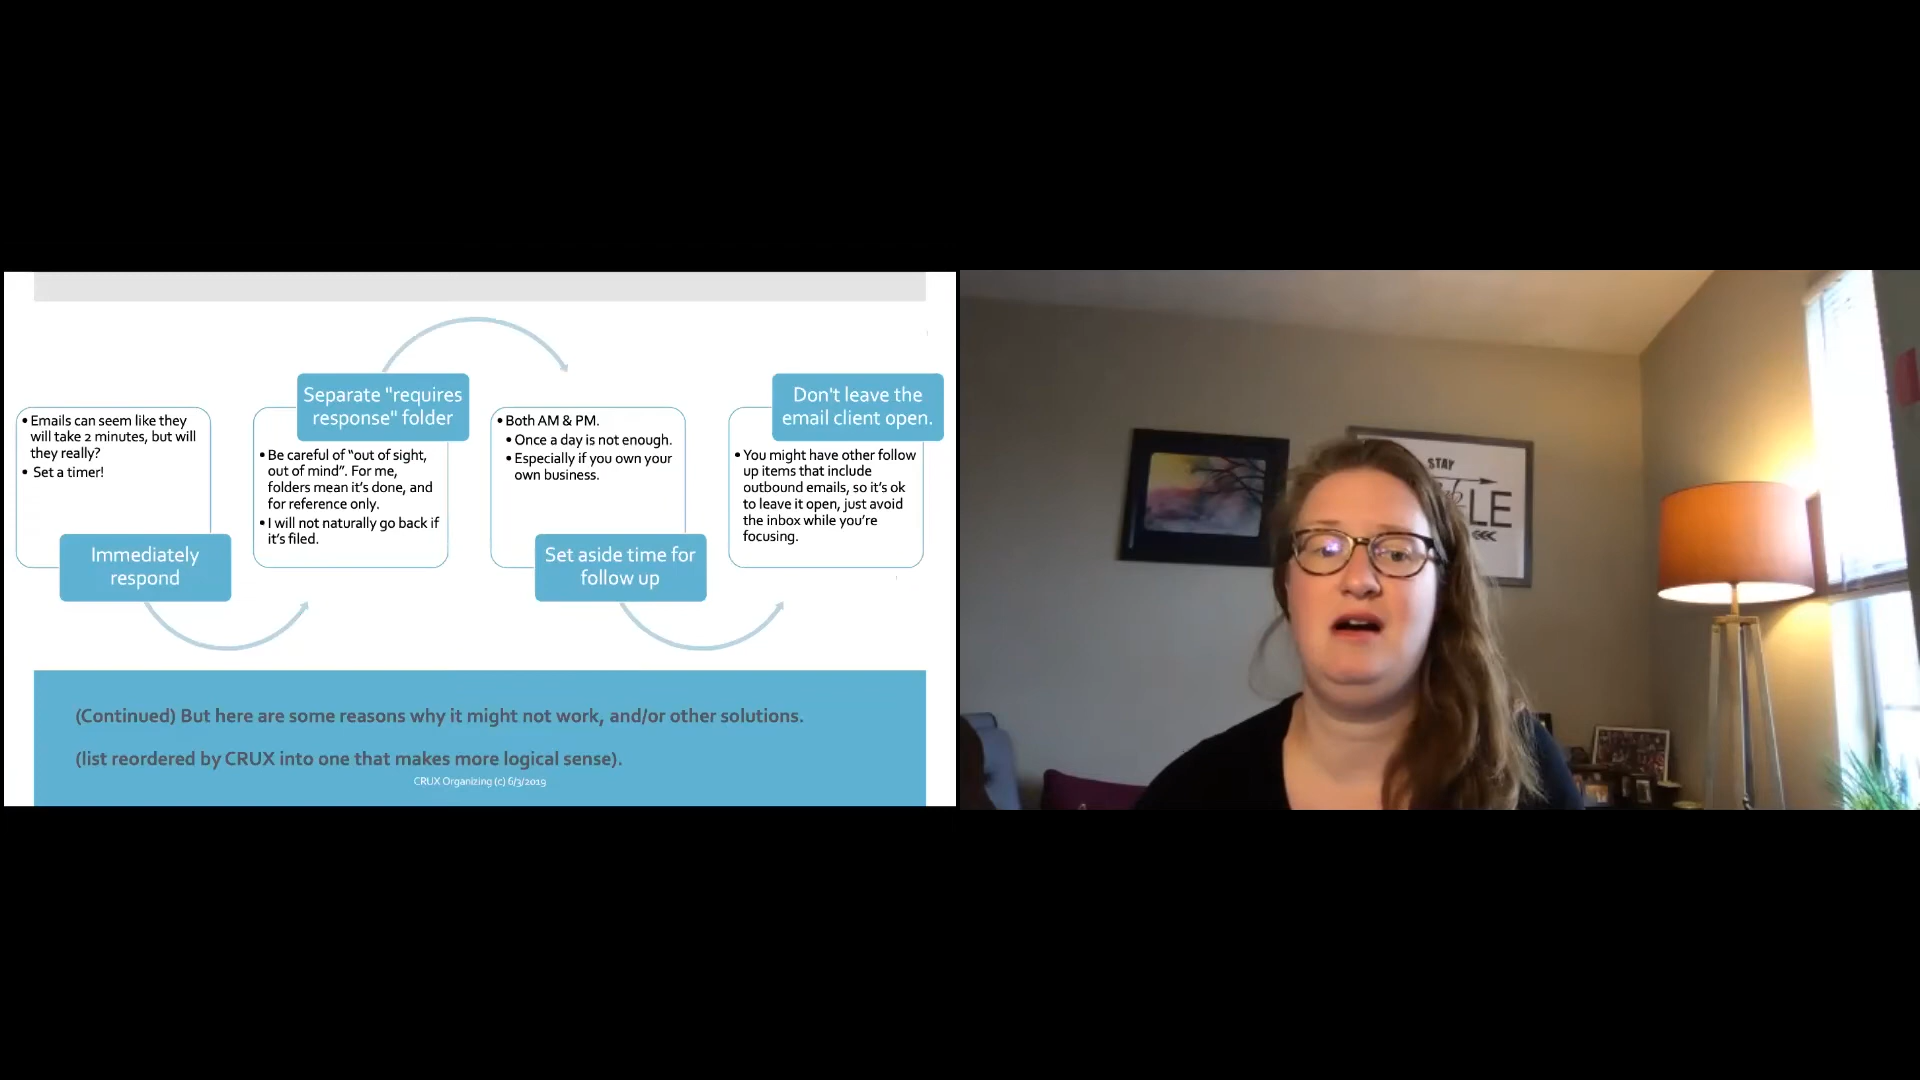 • Emails can seem like they
will take 2 minutes, but will
they really?
• Set a timer!
Immediately
respond
Separate "requires
response" folder
• Be careful of “out of sight,
out of mind”. For me,
folders mean it’s done, and
for reference only.
• I will not naturally go back if
it’s filed.
• Both AM & PM.
• Once a day is not enough.
• Especially if you own your
own business.
Set aside time for
follow up
Don't leave the
email client open.
• You might have other follow
up items that include
outbound emails, so it’s ok
to leave it open, just avoid
the inbox while you’re
focusing.
(Continued) But here are some reasons why it might not work, and/or other solutions.
(list reordered by CRUX into one that makes more logical sense).
CRUX Organizing (c) 6/3/2019
STAY